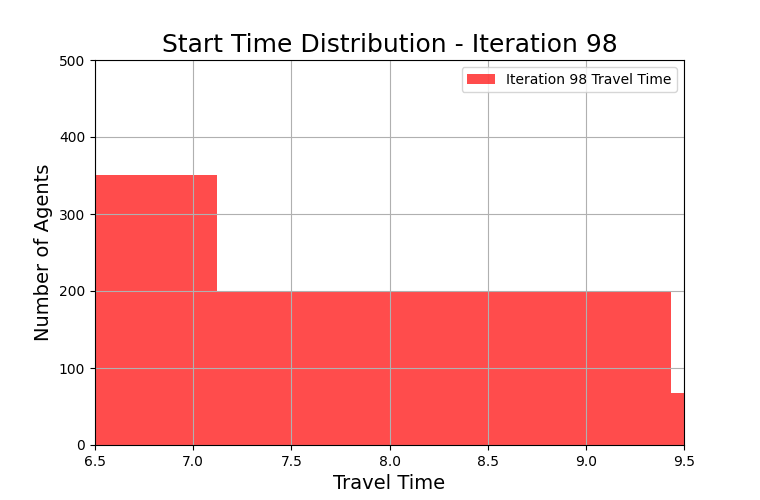 Start Time Distribution - Iteration 98
Iteration 98 Travel Time
Number of Agents
500
400
300
200
100
0
6.5 7.0 7.5 8.0 8.5 9.0 9.5
Travel Time